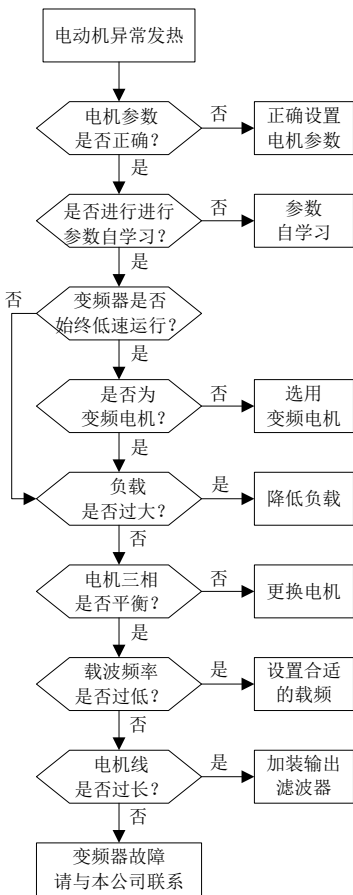 电动机异常发热
电机参数
是否正确？
否
正确设置
电机参数
是
是否进行进行
参数自学习？
否
参数
自学习
是
否
变频器是否
始终低速运行？
是
是否为
变频电机？
否
选用
变频电机
是
负载
是否过大？
是
降低负载
否
电机三相
是否平衡？
否
更换电机
是
载波频率
是否过低？
是
设置合适
的载频
否
电机线
是否过长？
是
加装输出
滤波器
否
变频器故障
请与本公司联系